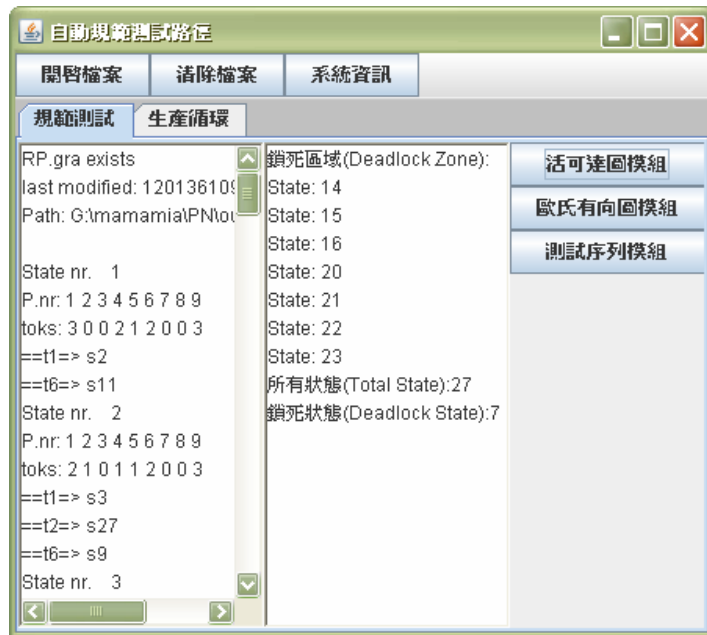 自動規範測試路徑
開啓檔案 清除檔案 系統資訊
規範測試 生產循環
RP.gra exists
last modified: 120136109
Path: G:\mamamia\PN\ou
State nr. 1
P.nr: 1 2 3 4 5 6 7 8 9
toks: 3 0 0 2 1 2 0 0 3
==t1=> s2
==t6=> s11
State nr. 2
P.nr: 1 2 3 4 5 6 7 8 9
toks: 2 1 0 1 1 2 0 0 3
==t1=> s3
==t2=> s27
==t6=> s9
State nr. 3
鎖死區域(Deadlock Zone):
State: 14
State: 15
State: 16
State: 20
State: 21
State: 22
State: 23
所有狀態(Total State):27
鎖死狀態(Deadlock State):7
活可達圖模組
歐氏有向圖模組
測試序列模組